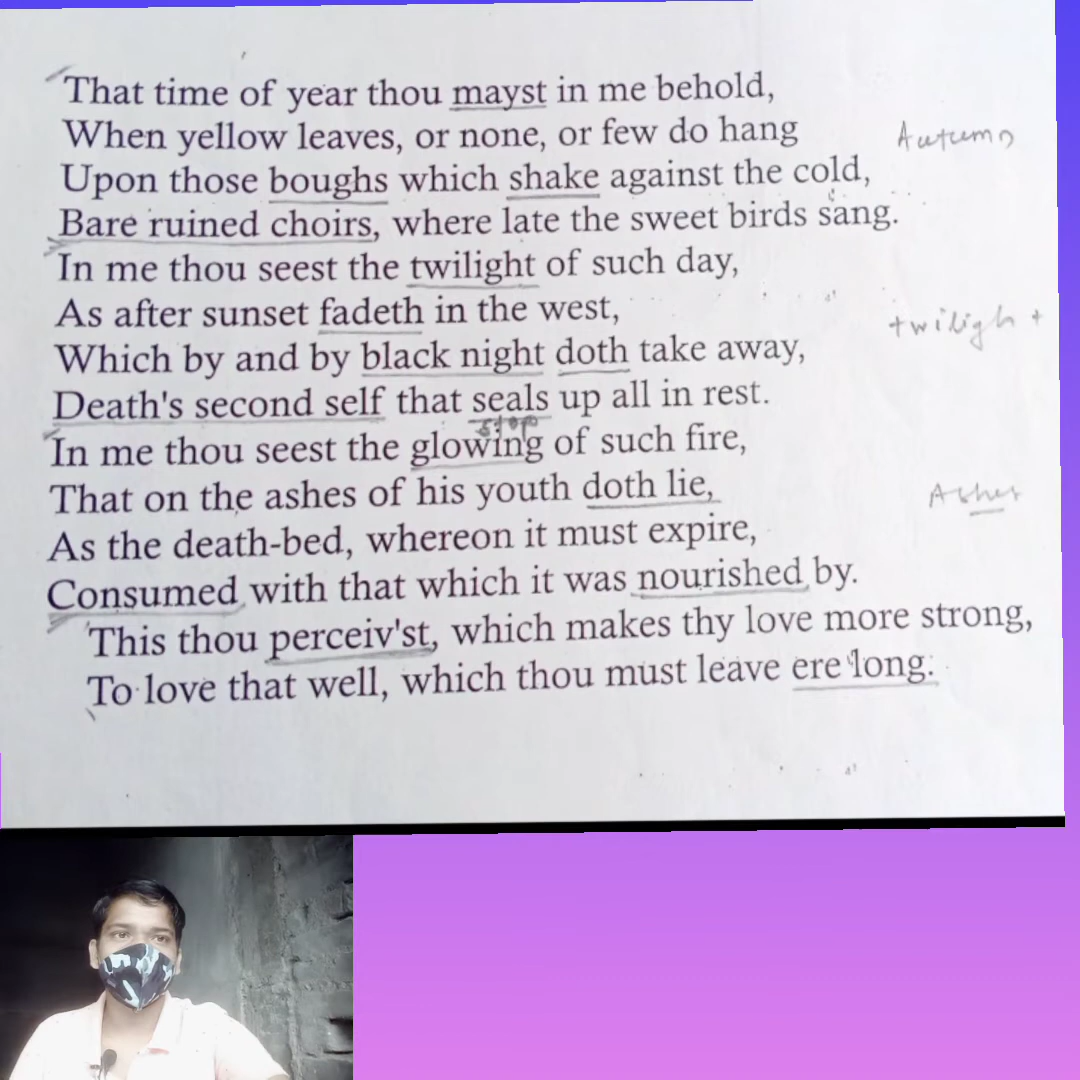 That time of year thou mayst in me behold,
When yellow leaves, or none, or few do hang
Autumn
Upon those boughs which shake against the cold,
Bare ruined choirs, where late the sweet birds sang.
In me thou seest the twilight of such day,
As after sunset fadeth in the west,
twilight
Which by and by black night doth take away,
Death's second self that seals up all in rest.
stop
In me thou seest the glowing of such fire,
That on the ashes of his youth doth lie,
Ashes
As the death-bed, whereon it must expire,
Consumed with that which it was nourished by.
This thou perceiv'st, which makes thy love more strong,
To love that well, which thou must leave ere long.